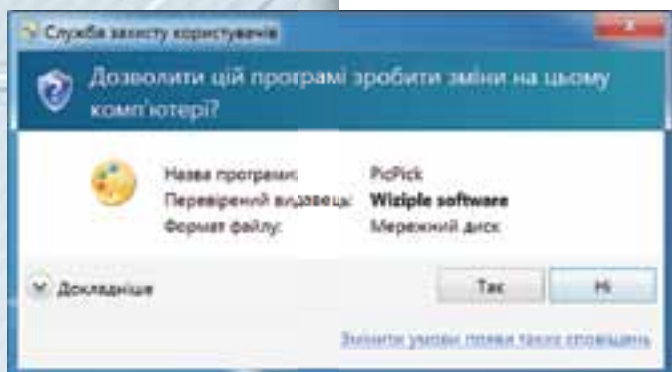 Служба захисту користувачів
Дозволити цій програмі зробити зміни на цьому
комп'ютері?
Назва програми: PicPick
Перевірений видавець: Wiziple software
Формат файлу: Мережний диск
Докладніше
Так Ні
Змінити умови появи таких сповіщень